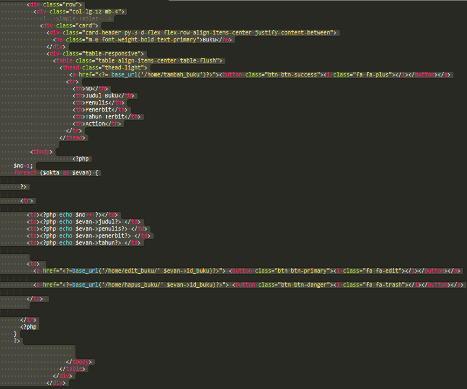 <div class="row">
<div class="col-lg-12 mb-4">
<!-- Simple Tables -->
<div class="card">
<div class="card-header py-3 d-flex flex-row align-items-center justify-content-between">
<h6 class="m-0 font-weight-bold text-primary">Buku</h6>
</div>
<div class="table-responsive">
<table class="table align-items-center table-flush">
<thead class="thead-light">
<a href="<?= base_url('/home/tambah_buku')?>"><button class="btn btn-success"><i class="fa fa-plus"></i></button></a>
<tr>
<th>NO</th>
<th>Judul Buku</th>
<th>Penulis</th>
<th>Penerbit</th>
<th>Tahun Terbit</th>
<th>Action</th>
</tr>
</thead>
<tbody>
<?php
$no=1;
foreach ($okta as $evan) {
?>
<tr>
<td><?php echo $no++ ?></td>
<td><?php echo $evan->judul?> </td>
<td><?php echo $evan->penulis?> </td>
<td><?php echo $evan->penerbit?> </td>
<td><?php echo $evan->tahun?> </td>
<td>
<a href="<?=base_url('/home/edit_buku/' $evan->id_buku)?>"> <button class="btn btn-primary"><i class="fa fa-edit"></i></button></a>
<a href="<?=base_url('/home/hapus_buku/' $evan->id_buku)?>"> <button class="btn btn-danger"><i class="fa fa-trash"></i></button></a>
</td>
</tr>
<?php
}
?>
</tbody>
</table>
</div>
</div>